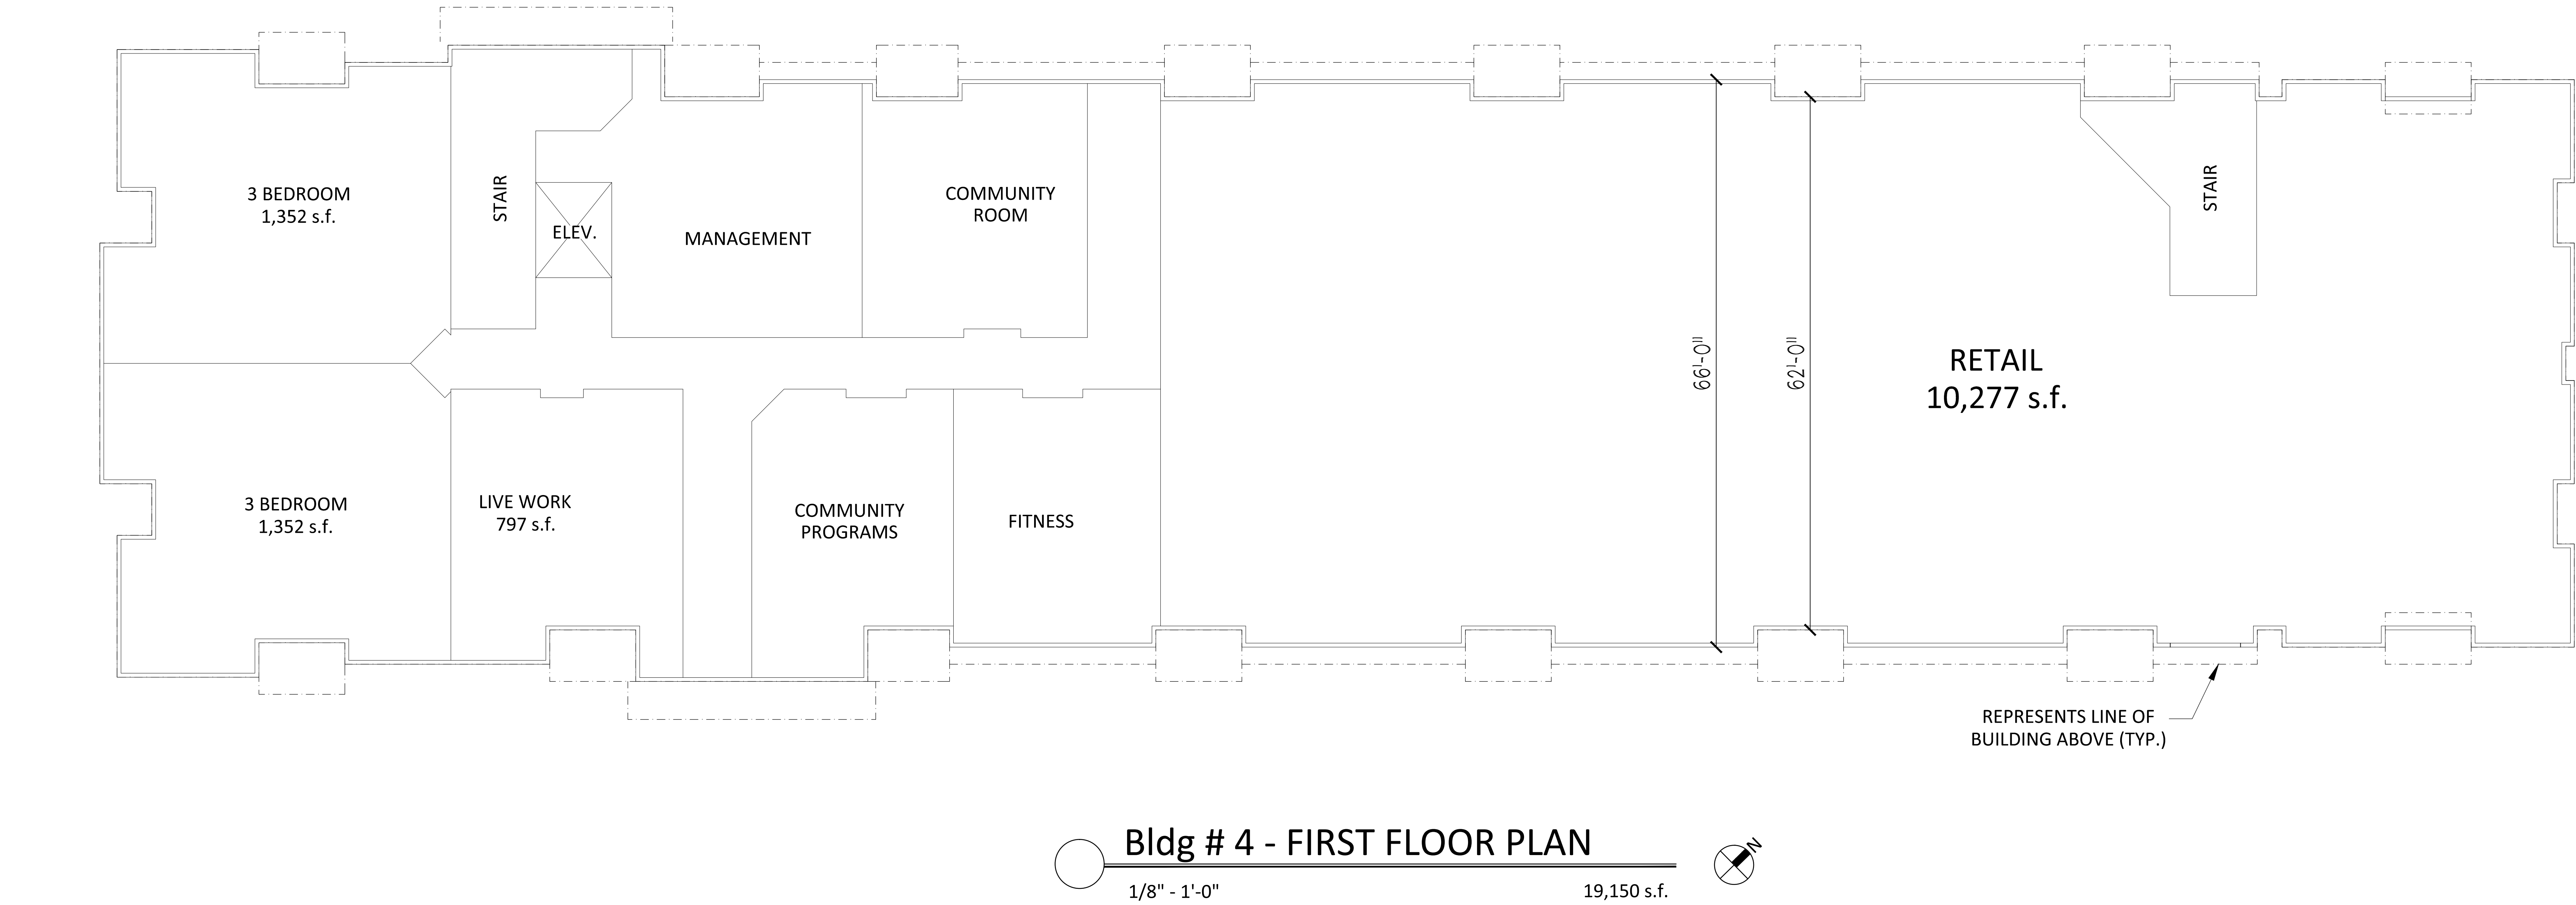 3 BEDROOM
1,352 s.f.
STAIR
ELEV.
MANAGEMENT
COMMUNITY
ROOM
STAIR
66'-0"
62'-0"
RETAIL
10,277 s.f.
3 BEDROOM
1,352 s.f.
LIVE WORK
797 s.f.
COMMUNITY
PROGRAMS
FITNESS
REPRESENTS LINE OF
BUILDING ABOVE (TYP.)
Bldg # 4 - FIRST FLOOR PLAN
N
1/8" - 1'-0"
19,150 s.f.